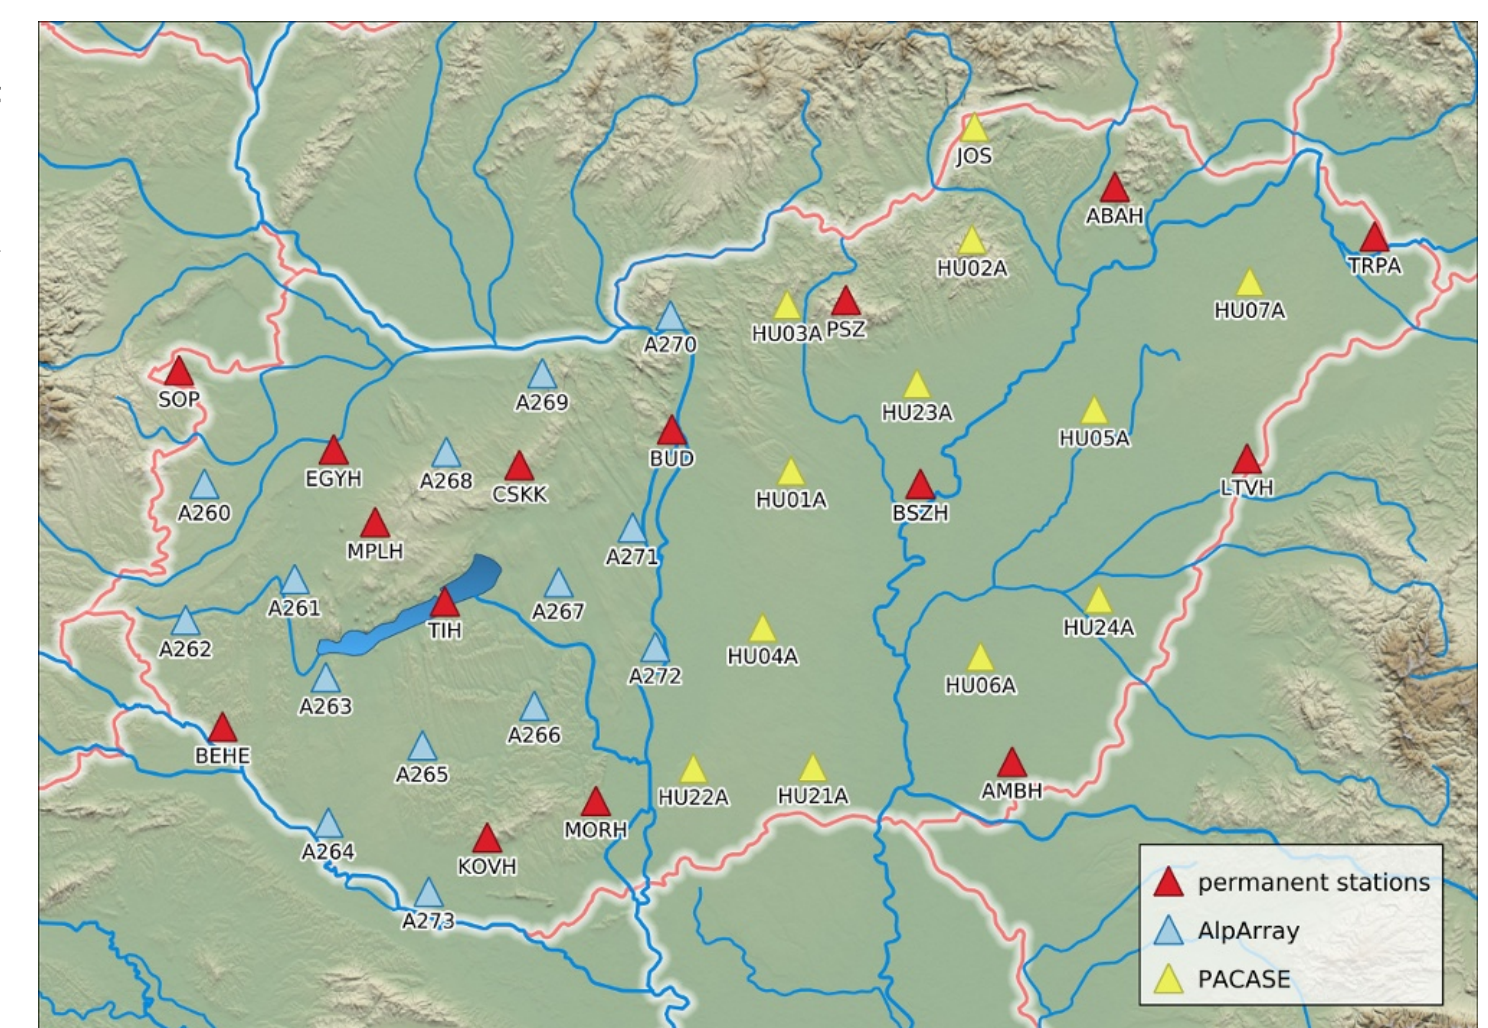 JOS
ABAH
TRPA
HU02A
HU07A
HU03A
PSZ
A270
SOP
A269
HU23A
HU05A
BUD
EGYH
A268
CSKK
LTVH
HU01A
A260
BSZH
MPLH
A271
A261
A267
TIH
HU24A
A262
HU04A
A272
HU06A
A263
A266
BEHE
A265
HU22A
HU21A
AMBH
MORH
A264
KOVH
A273
permanent stations
AlpArray
PACASE